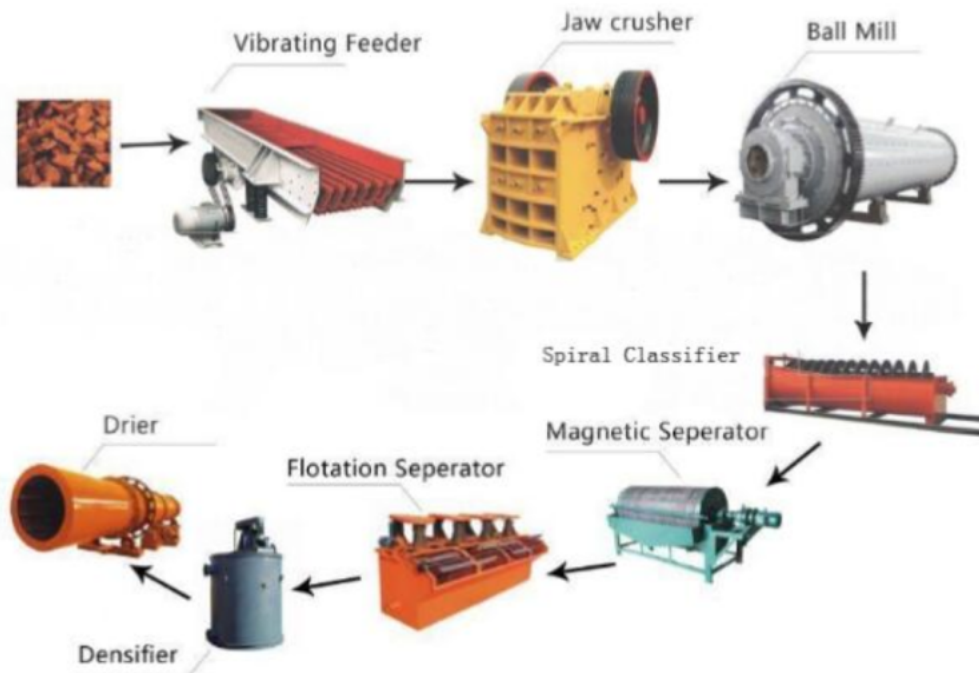 Vibrating Feeder
Jaw crusher
Ball Mill
Spiral Classifier
Magnetic Seperator
Flotation Seperator
Drier
Densifier